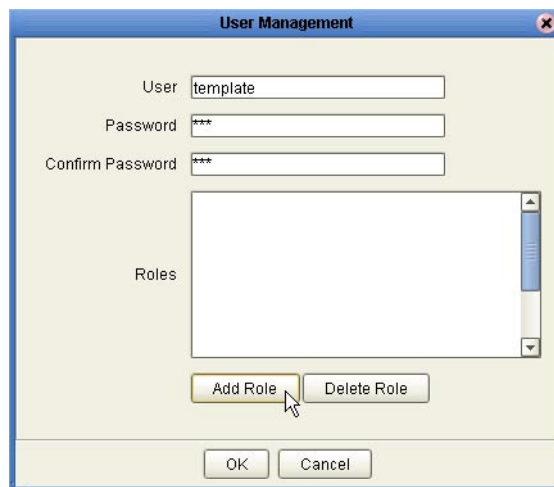 User Management
User template
Password ***
Confirm Password ***
Roles
Add Role Delete Role
OK Cancel